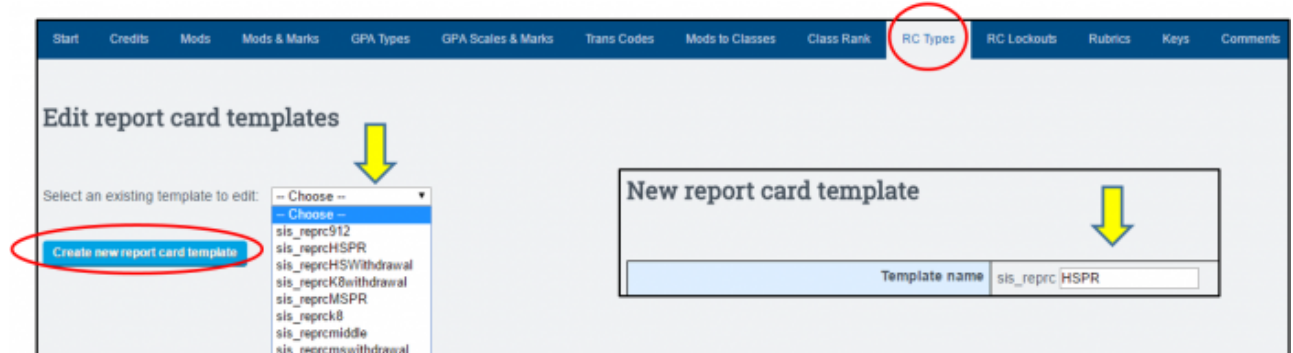 Start Credits Mods Mods & Marks GPA Types GPA Scales & Marks Trans Codes Mods to Classes Class Rank RC Types RC Lockouts Rubrics Keys Comments
Edit report card templates
Select an existing template to edit: -- Choose --
-- Choose --
sis_reprc912
sis_reprcHSPR
sis_reprcHSWithdrawal
sis_reprcK8withdrawal
sis_reprcMSPR
sis_reprck8
sis_reprcmiddle
sis_reprcmswithdrawal
Create new report card template
New report card template
Template name sis_reprc HSPR